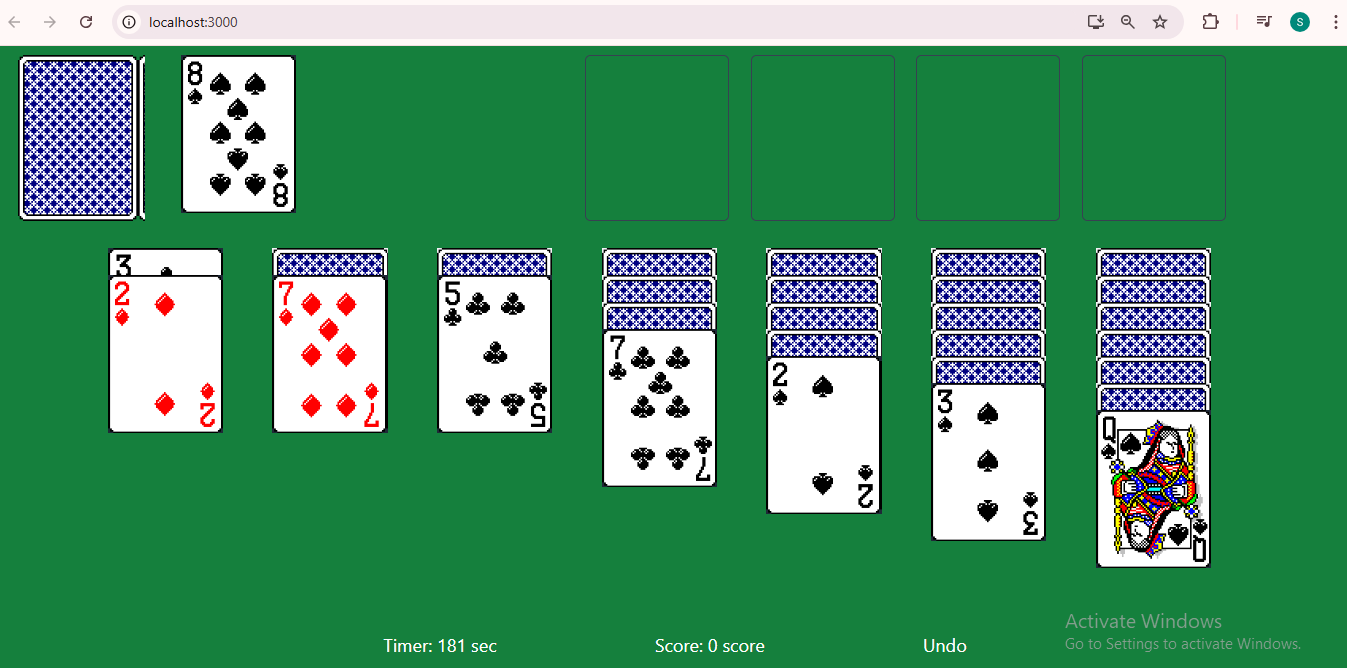 localhost:3000
S
8
8
3
2
2
7
7
5
5
7
7
2
2
3
3
Q
Q
Timer: 181 sec
Score: 0 score
Undo
Activate Windows
Go to Settings to activate Windows.